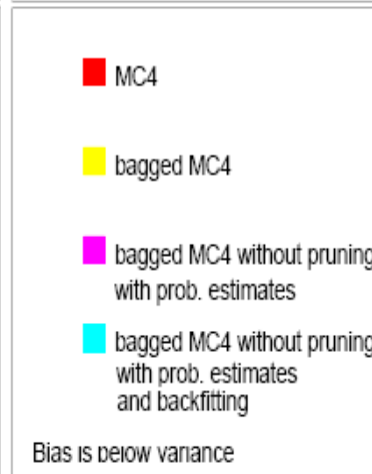 MC4
bagged MC4
bagged MC4 without pruning
with prob. estimates
bagged MC4 without pruning
with prob. estimates
and backfitting
Bias is below variance